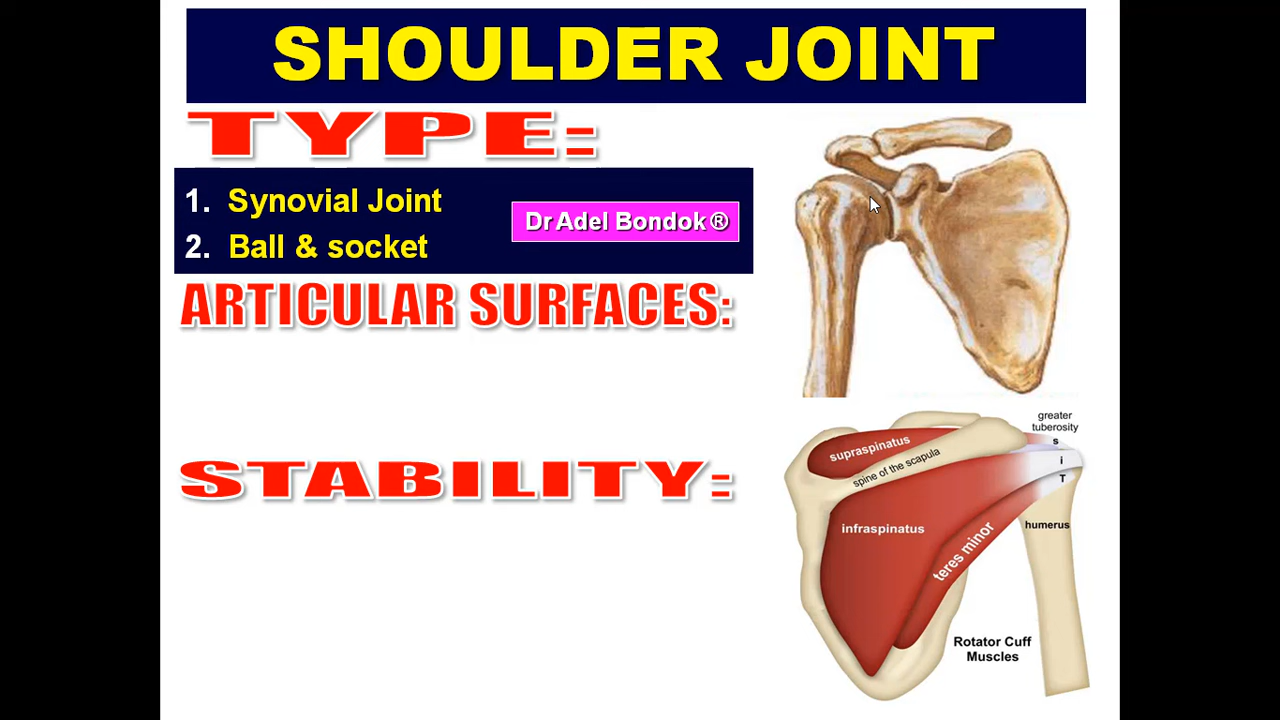 SHOULDER JOINT
TYPE:
1. Synovial Joint
2. Ball & socket
Dr Adel Bondok ®
ARTICULAR SURFACES:
STABILITY:
greater
tuberosity
s
i
T
supraspinatus
spine of the scapula
infraspinatus
teres minor
humerus
Rotator Cuff
Muscles